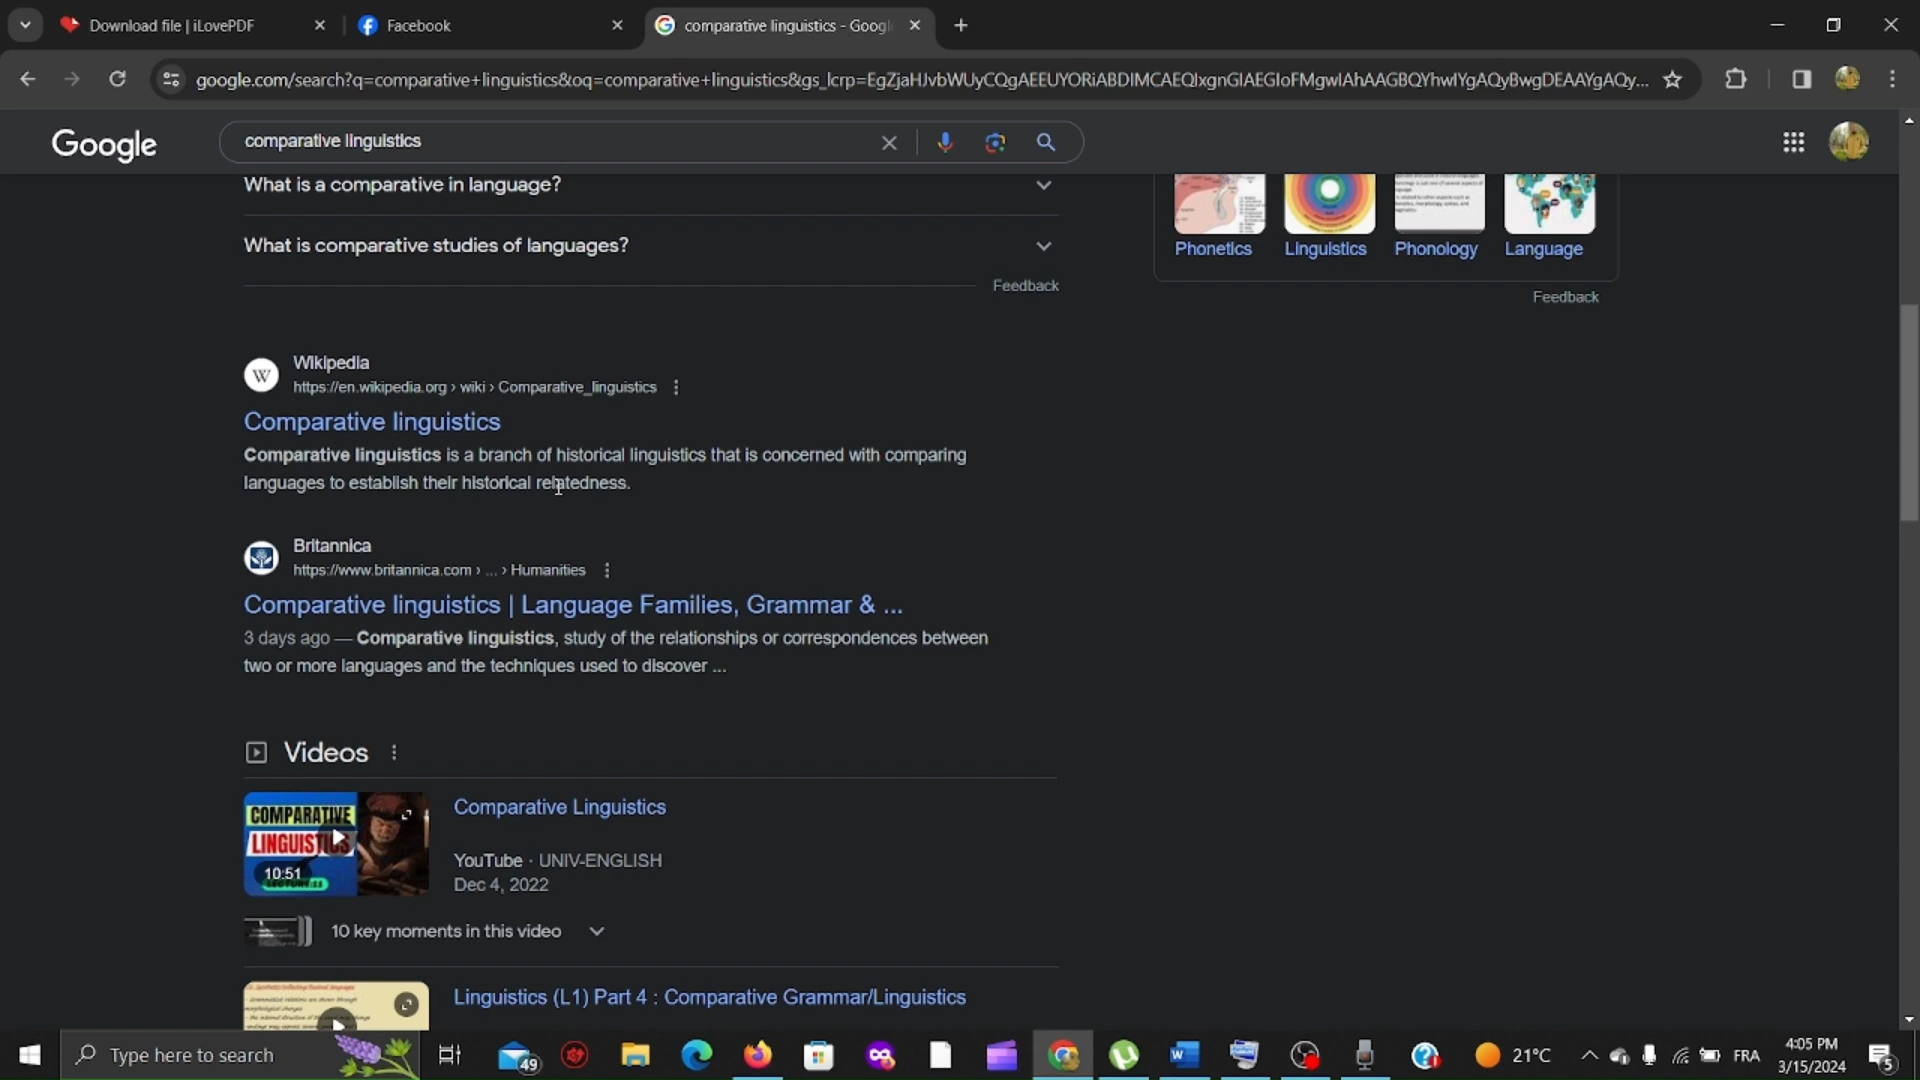 Download file | iLovePDF
Facebook
comparative linguistics - Googl
google.com/search?q=comparative+linguistics&oq=comparative+linguistics&gs_lcrp=EgZjaHJvbWUyCQgAEEUYORiABDIMCAEQIxgnGIAEGIoFMgwIAhAAGBQYhwIYgAQyBwgDEAAYgAQy...
Google
comparative linguistics
What is a comparative in language?
What is comparative studies of languages?
Feedback
Phonetics
Linguistics
Phonology
Language
Feedback
Wikipedia
https://en.wikipedia.org › wiki › Comparative_linguistics
Comparative linguistics
Comparative linguistics is a branch of historical linguistics that is concerned with comparing
languages to establish their historical relatedness.
Britannica
https://www.britannica.com › ... › Humanities
Comparative linguistics | Language Families, Grammar & ...
3 days ago — Comparative linguistics, study of the relationships or correspondences between
two or more languages and the techniques used to discover ...
Videos
COMPARATIVE
LINGUISTICS
10:51
Comparative Linguistics
YouTube · UNIV-ENGLISH
Dec 4, 2022
10 key moments in this video
Linguistics (L1) Part 4 : Comparative Grammar/Linguistics
Type here to search
49
21°C
FRA
4:05 PM
3/15/2024
5